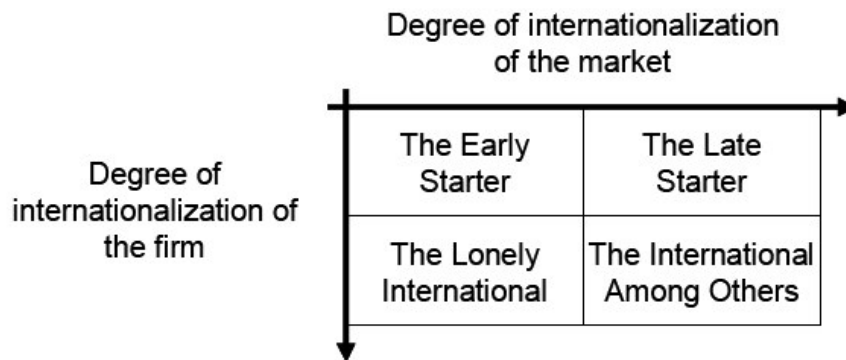 Degree of internationalization
of the market
The Early
Starter
The Late
Starter
Degree of
internationalization of
the firm
The Lonely
International
The International
Among Others